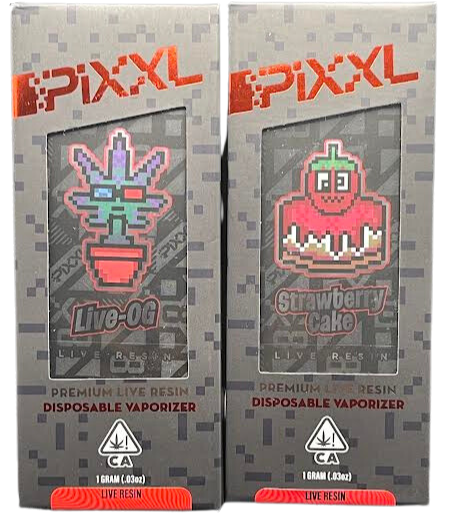 PiXXL
Live-OG
LIVE RESIN
PREMIUM LIVE RESIN
DISPOSABLE VAPORIZER
CA
1 GRAM (.03oz)
LIVE RESIN
PiXXL
Strawberry
Cake
LIVE RESIN
PREMIUM LIVE RESIN
DISPOSABLE VAPORIZER
CA
1 GRAM (.03oz)
LIVE RESIN